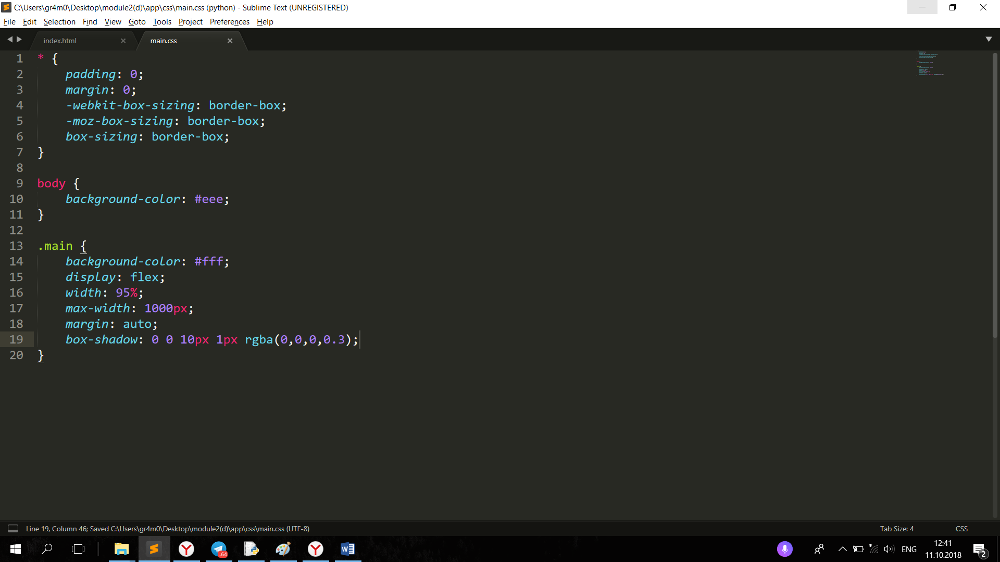 C:\Users\gr4m0\Desktop\module2(d)\app\css\main.css (python) - Sublime Text (UNREGISTERED)
File Edit Selection Find View Goto Tools Project Preferences Help
index.html main.css
1 * {
2 padding: 0;
3 margin: 0;
4 -webkit-box-sizing: border-box;
5 -moz-box-sizing: border-box;
6 box-sizing: border-box;
7 }
8
9 body {
10 background-color: #eee;
11 }
12
13 .main {
14 background-color: #fff;
15 display: flex;
16 width: 95%;
17 max-width: 1000px;
18 margin: auto;
19 box-shadow: 0 0 10px 1px rgba(0,0,0,0.3);
20 }
Line 19, Column 46; Saved C:\Users\gr4m0\Desktop\module2(d)\app\css\main.css (UTF-8) Tab Size: 4 CSS
..64
ENG
12:41
11.10.2018
2